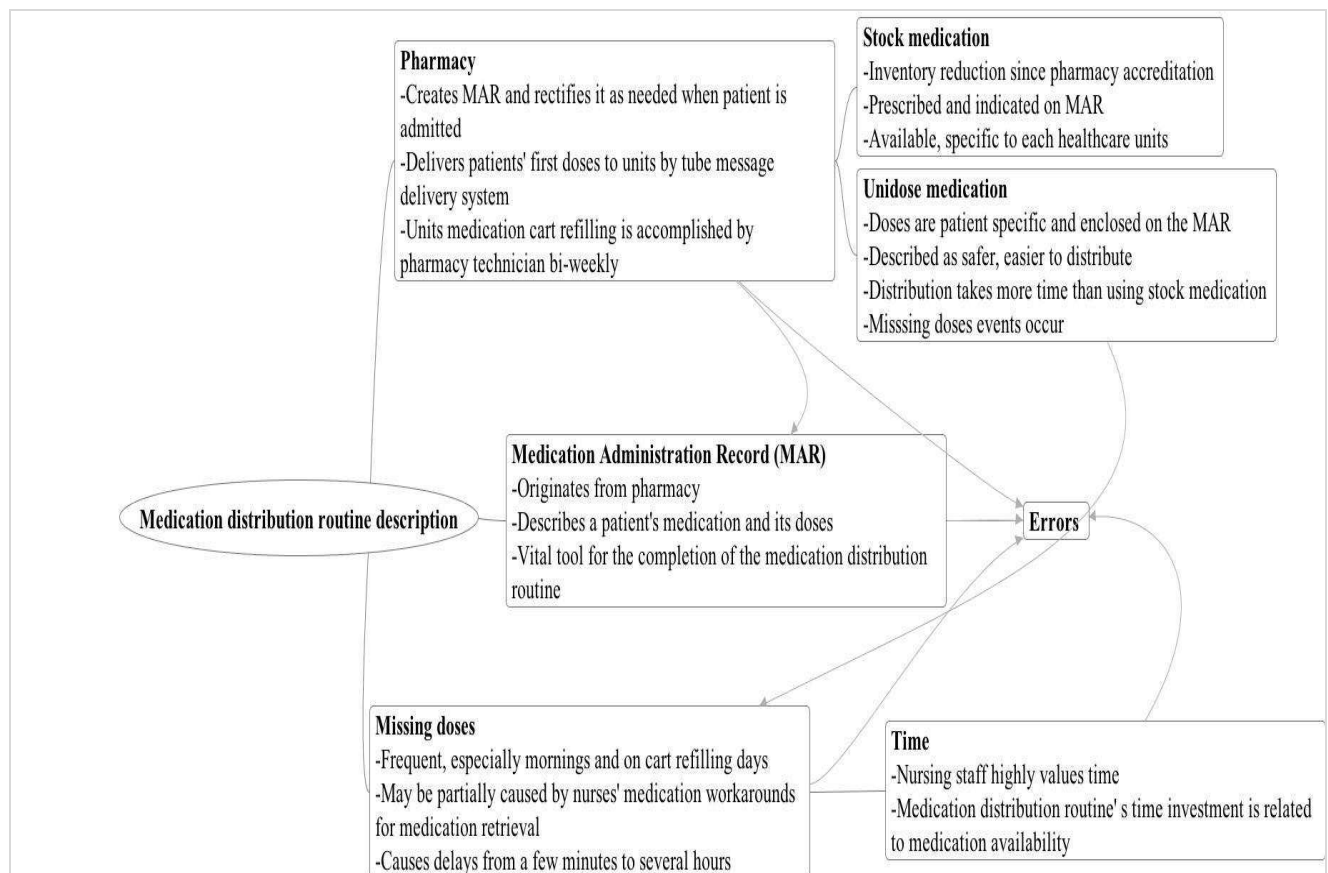 Pharmacy
-Creates MAR and rectifies it as needed when patient is
admitted
-Delivers patients' first doses to units by tube message
delivery system
-Units medication cart refilling is accomplished by
pharmacy technician bi-weekly
Stock medication
-Inventory reduction since pharmacy accreditation
-Prescribed and indicated on MAR
-Available, specific to each healthcare units
Unidose medication
-Doses are patient specific and enclosed on the MAR
-Described as safer, easier to distribute
-Distribution takes more time than using stock medication
-Misssing doses events occur
Medication distribution routine description
Medication Administration Record (MAR)
-Originates from pharmacy
-Describes a patient's medication and its doses
-Vital tool for the completion of the medication distribution
routine
Errors
Missing doses
-Frequent, especially mornings and on cart refilling days
-May be partially caused by nurses' medication workarounds
for medication retrieval
-Causes delays from a few minutes to several hours
Time
-Nursing staff highly values time
-Medication distribution routine' s time investment is related
to medication availability